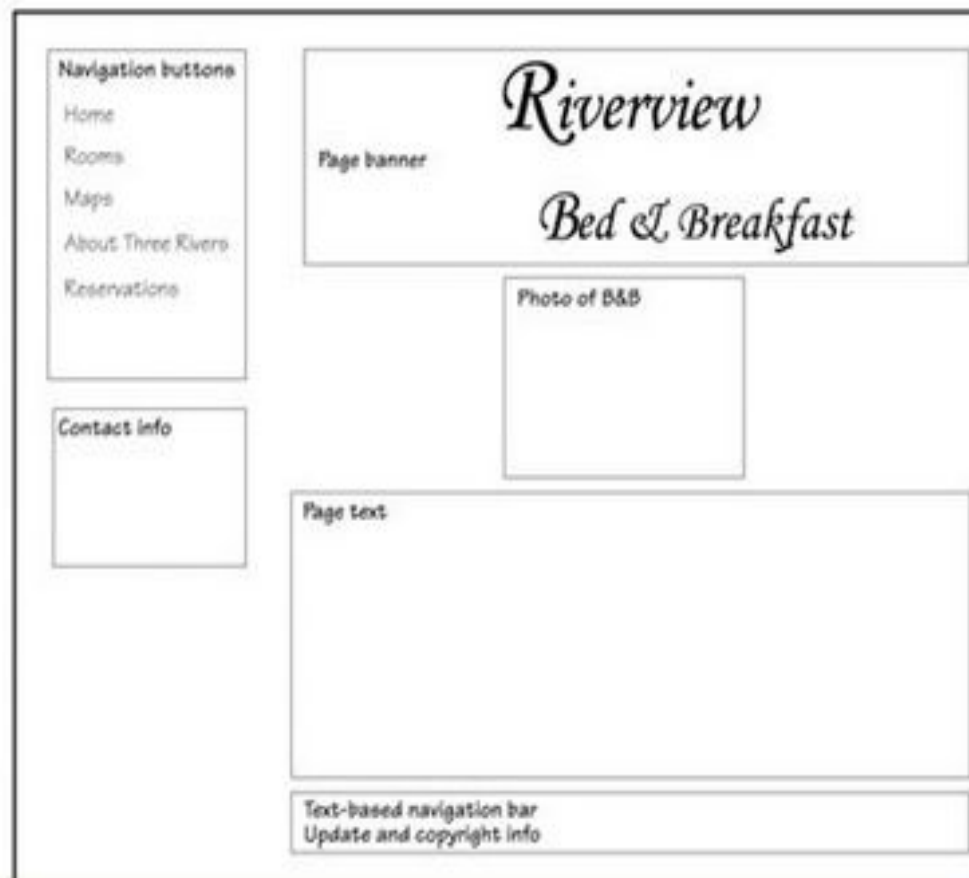 Navigation buttons
Home
Rooms
Maps
About Three Rivers
Reservations
Contact info
Riverview
Page banner
Bed & Breakfast
Photo of B&B
Page text
Text-based navigation bar
Update and copyright info